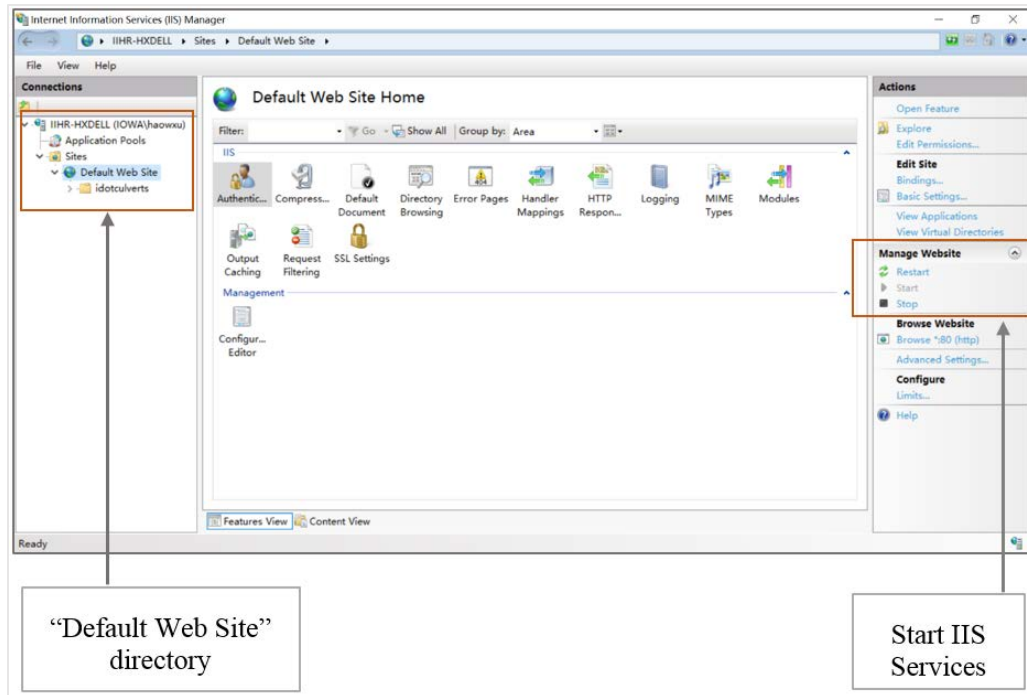 Internet Information Services (IIS) Manager
IIHR-HXDELL
Sites
Default Web Site
File View Help
Connections
IIHR-HXDELL (IOWA\haowxu)
Application Pools
Sites
Default Web Site
idotculverts
Default Web Site Home
Filter: Go Show All Group by: Area
IIS
Authentic... Compress... Default Document Directory Browsing Error Pages Handler Mappings HTTP Respon... Logging MIME Types Modules
Output Caching Request Filtering SSL Settings
Management
Configur... Editor
Features View Content View
Actions
Open Feature
Explore
Edit Permissions...
Edit Site
Bindings...
Basic Settings...
View Applications
View Virtual Directories
Manage Website
Restart
Start
Stop
Browse Website
Browse *:80 (http)
Advanced Settings...
Configure
Limits...
Help
Ready
“Default Web Site”
directory
Start IIS
Services